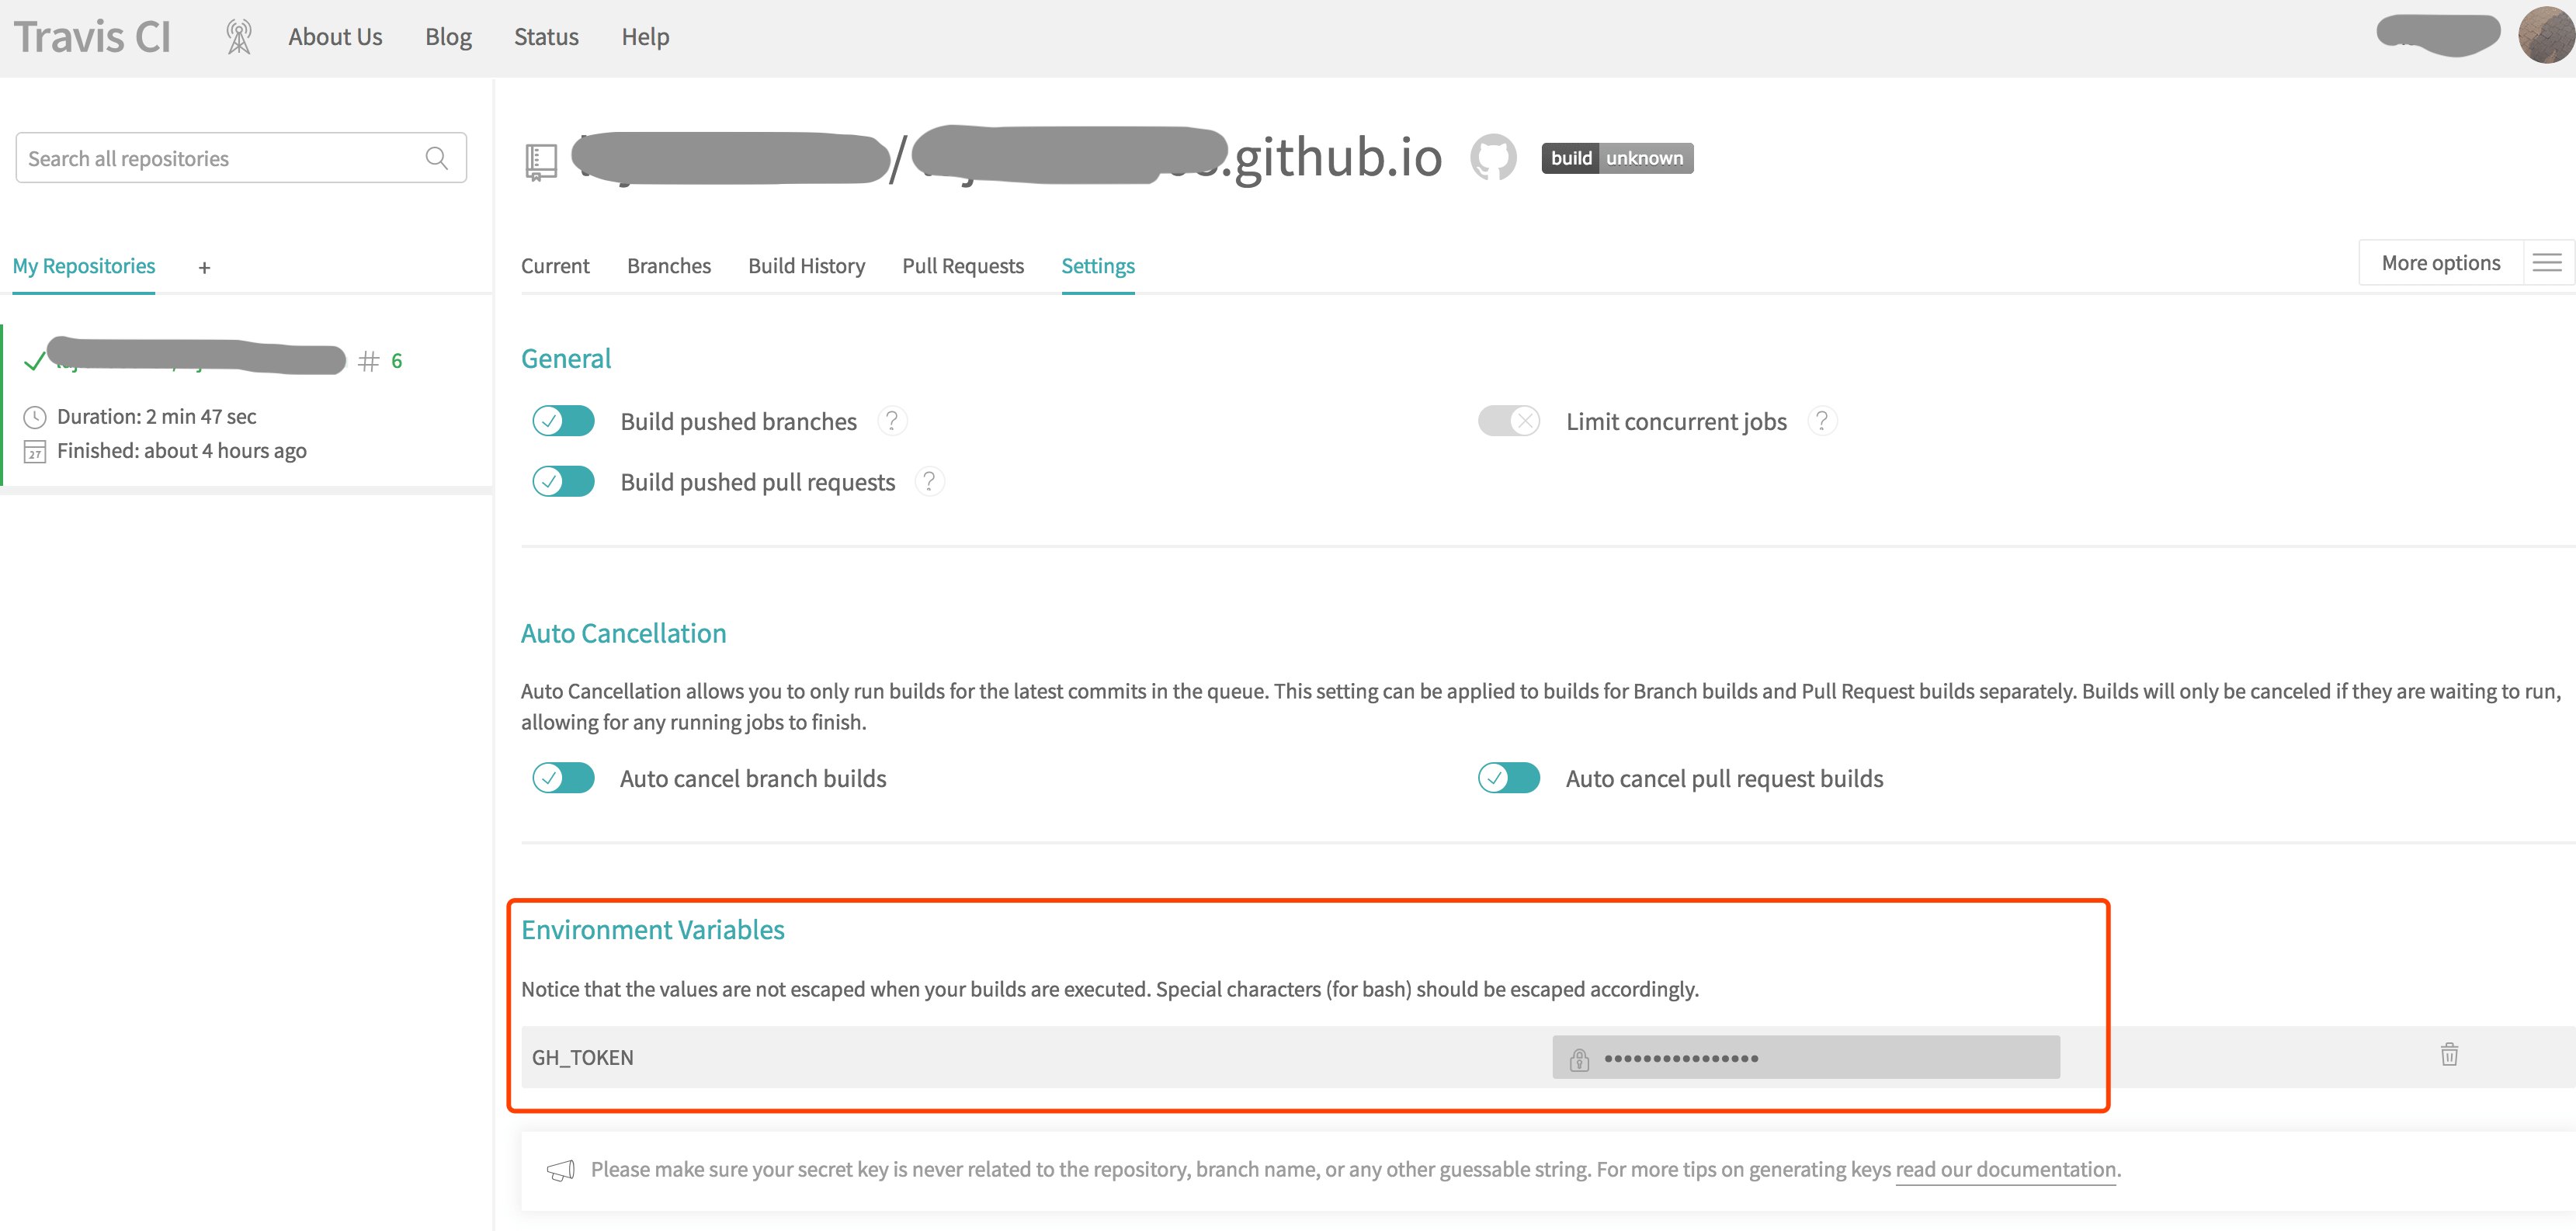 Travis CI
About Us
Blog
Status
Help
Search all repositories
My Repositories
+
# 6
Duration: 2 min 47 sec
27
Finished: about 4 hours ago
/ .github.io
build unknown
Current
Branches
Build History
Pull Requests
Settings
More options
General
Build pushed branches ?
Limit concurrent jobs ?
Build pushed pull requests ?
Auto Cancellation
Auto Cancellation allows you to only run builds for the latest commits in the queue. This setting can be applied to builds for Branch builds and Pull Request builds separately. Builds will only be canceled if they are waiting to run,
allowing for any running jobs to finish.
Auto cancel branch builds
Auto cancel pull request builds
Environment Variables
Notice that the values are not escaped when your builds are executed. Special characters (for bash) should be escaped accordingly.
GH_TOKEN
••••••••••••••••
Please make sure your secret key is never related to the repository, branch name, or any other guessable string. For more tips on generating keys read our documentation.